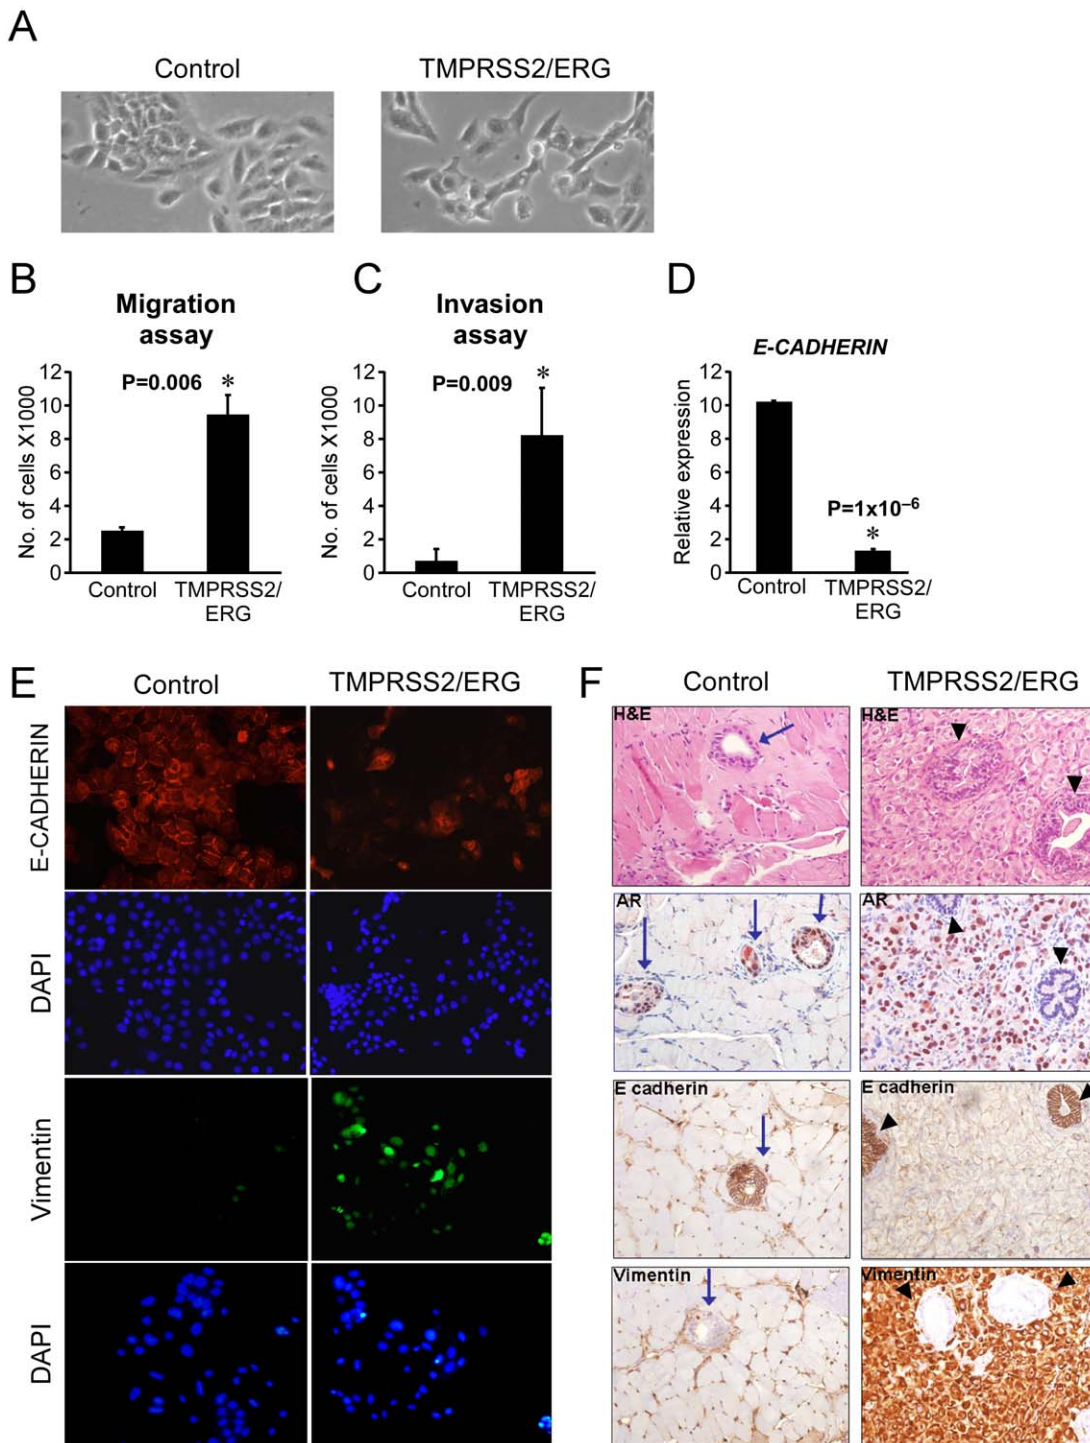 A
Control TMPRSS2/ERG
B
Migration
assay
No. of cells X1000
12
10
8
6
4
2
0
P=0.006 *
Control TMPRSS2/
ERG
C
Invasion
assay
No. of cells X1000
12
10
8
6
4
2
0
P=0.009 *
Control TMPRSS2/
ERG
D
E-CADHERIN
Relative expression
12
10
8
6
4
2
0
P=1x10⁻⁶
*
Control TMPRSS2/
ERG
E
Control TMPRSS2/ERG
E-CADHERIN
DAPI
Vimentin
DAPI
F
Control TMPRSS2/ERG
H&E H&E
AR AR
E cadherin E cadherin
Vimentin Vimentin